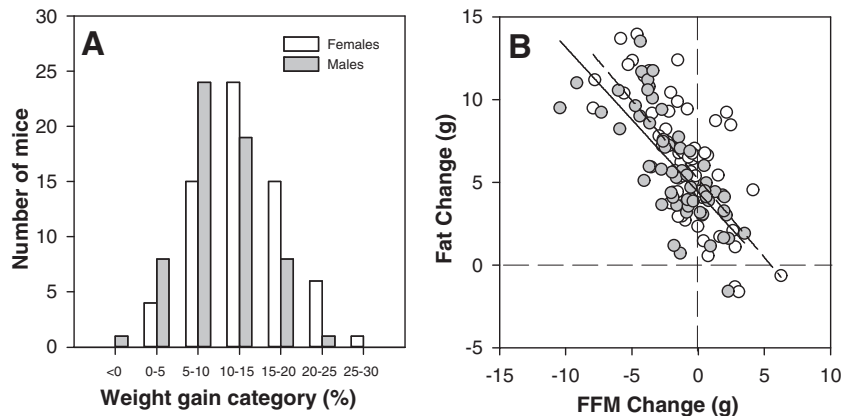 A
Females
Males
30
25
20
15
10
5
0
Number of mice
<0 0-5 5-10 10-15 15-20 20-25 25-30
Weight gain category (%)
B
15
10
5
0
-5
Fat Change (g)
-15 -10 -5 0 5 10
FFM Change (g)